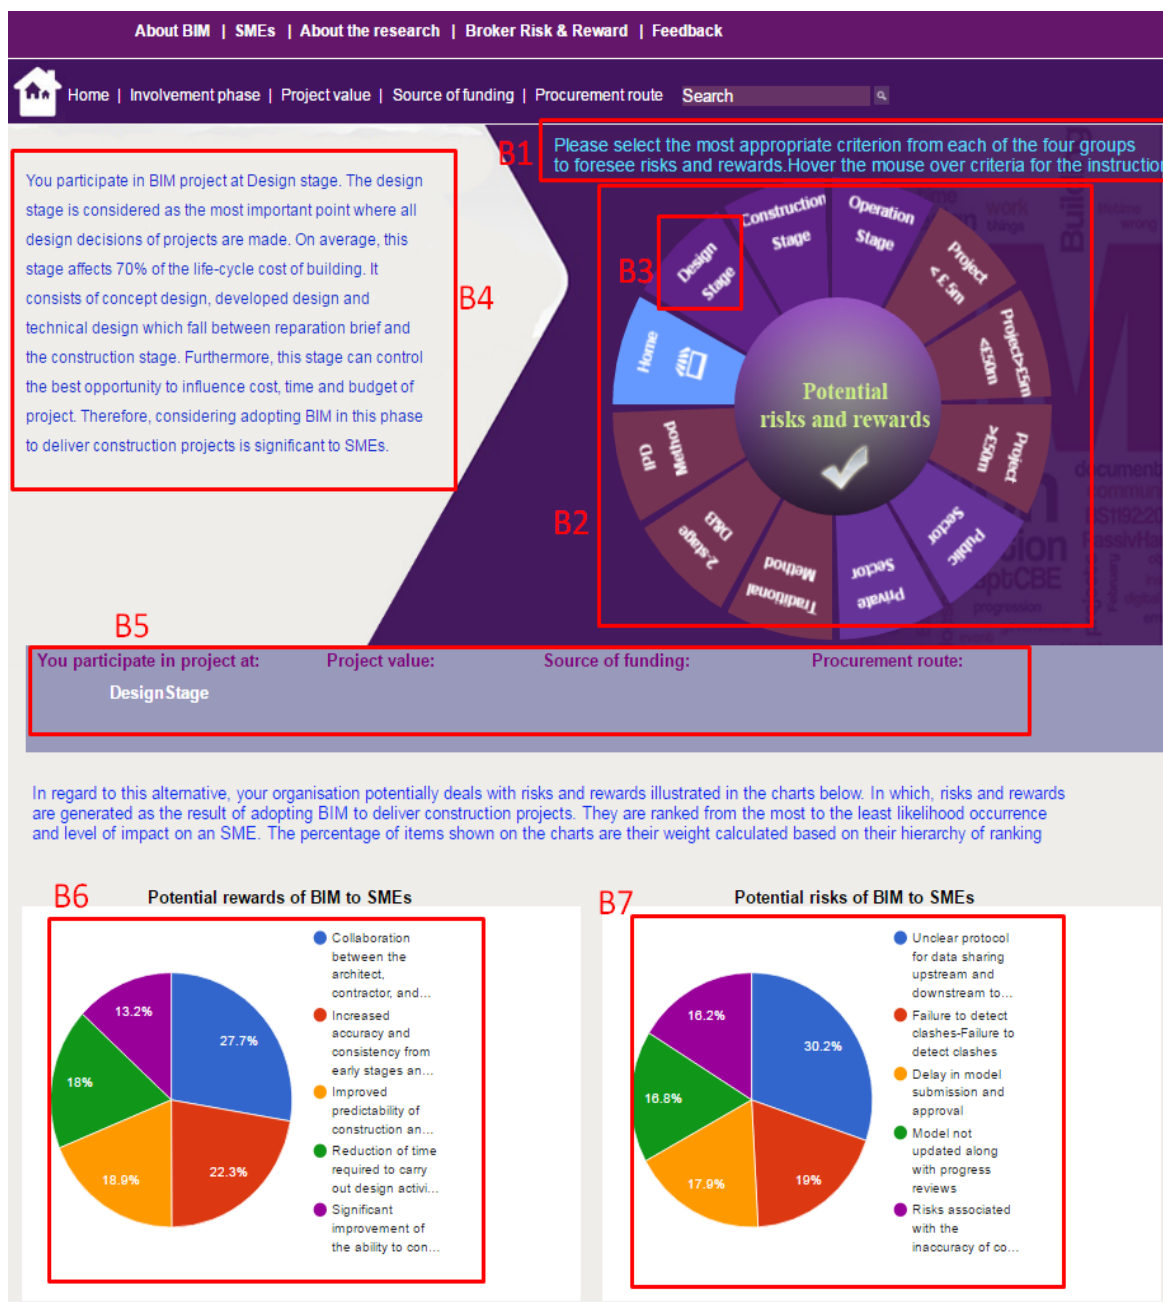 About BIM | SMEs | About the research | Broker Risk & Reward | Feedback
Home | Involvement phase | Project value | Source of funding | Procurement route Search
B1
Please select the most appropriate criterion from each of the four groups
to foresee risks and rewards.Hover the mouse over criteria for the instruction
You participate in BIM project at Design stage. The design
stage is considered as the most important point where all
design decisions of projects are made. On average, this
stage affects 70% of the life-cycle cost of building. It
consists of concept design, developed design and
technical design which fall between reparation brief and
the construction stage. Furthermore, this stage can control
the best opportunity to influence cost, time and budget of
project. Therefore, considering adopting BIM in this phase
to deliver construction projects is significant to SMEs.
B4
B3
B2
Home
Design
Stage
Construction
Stage
Operation
Stage
Project
<£5m
Project>£5m
<£50m
Project
>£50m
Public
Sector
Private
Sector
Traditional
Method
2-stage
D&B
IPD
Method
Potential
risks and rewards
work
things
wrong
Building
documenta
commun
BS1192:20
PassivHa
sion
ptCBE
progression
February
digital
B5
You participate in project at: Project value: Source of funding: Procurement route:
Design Stage
In regard to this alternative, your organisation potentially deals with risks and rewards illustrated in the charts below. In which, risks and rewards
are generated as the result of adopting BIM to deliver construction projects. They are ranked from the most to the least likelihood occurrence
and level of impact on an SME. The percentage of items shown on the charts are their weight calculated based on their hierarchy of ranking
B6
Potential rewards of BIM to SMEs
27.7%
22.3%
18.9%
18%
13.2%
Collaboration
between the
architect,
contractor, and...
Increased
accuracy and
consistency from
early stages an...
Improved
predictability of
construction an...
Reduction of time
required to carry
out design activi...
Significant
improvement of
the ability to con...
B7
Potential risks of BIM to SMEs
30.2%
19%
17.9%
16.8%
16.2%
Unclear protocol
for data sharing
upstream and
downstream to...
Failure to detect
clashes-Failure to
detect clashes
Delay in model
submission and
approval
Model not
updated along
with progress
reviews
Risks associated
with the
inaccuracy of co...